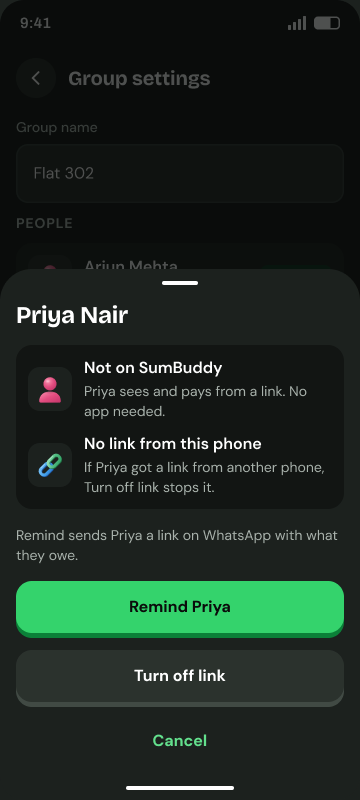 9:41
Group settings
Group name
Flat 302
PEOPLE
Arjun Mehta
Priya Nair
Not on SumBuddy
Priya sees and pays from a link. No
app needed.
No link from this phone
If Priya got a link from another phone,
Turn off link stops it.
Remind sends Priya a link on WhatsApp with what
they owe.
Remind Priya
Turn off link
Cancel